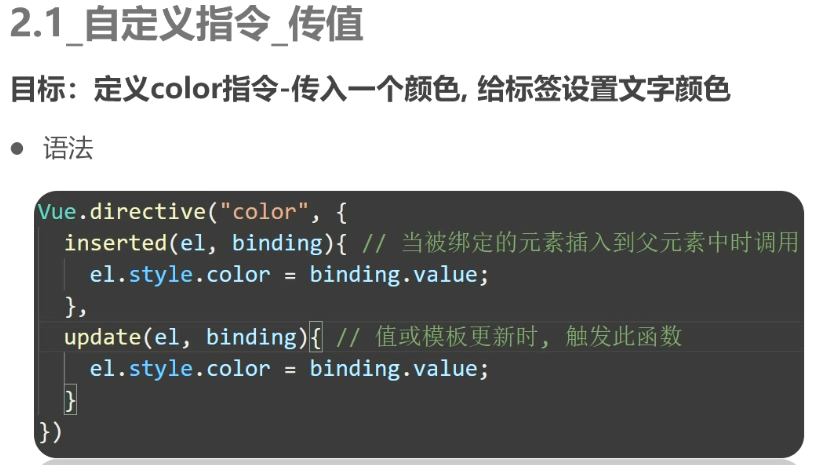 2.1_自定义指令_传值
目标：定义color指令-传入一个颜色, 给标签设置文字颜色
● 语法
Vue.directive("color", {
  inserted(el, binding){ // 当被绑定的元素插入到父元素中时调用
    el.style.color = binding.value;
  },
  update(el, binding){ // 值或模板更新时, 触发此函数
    el.style.color = binding.value;
  }
})